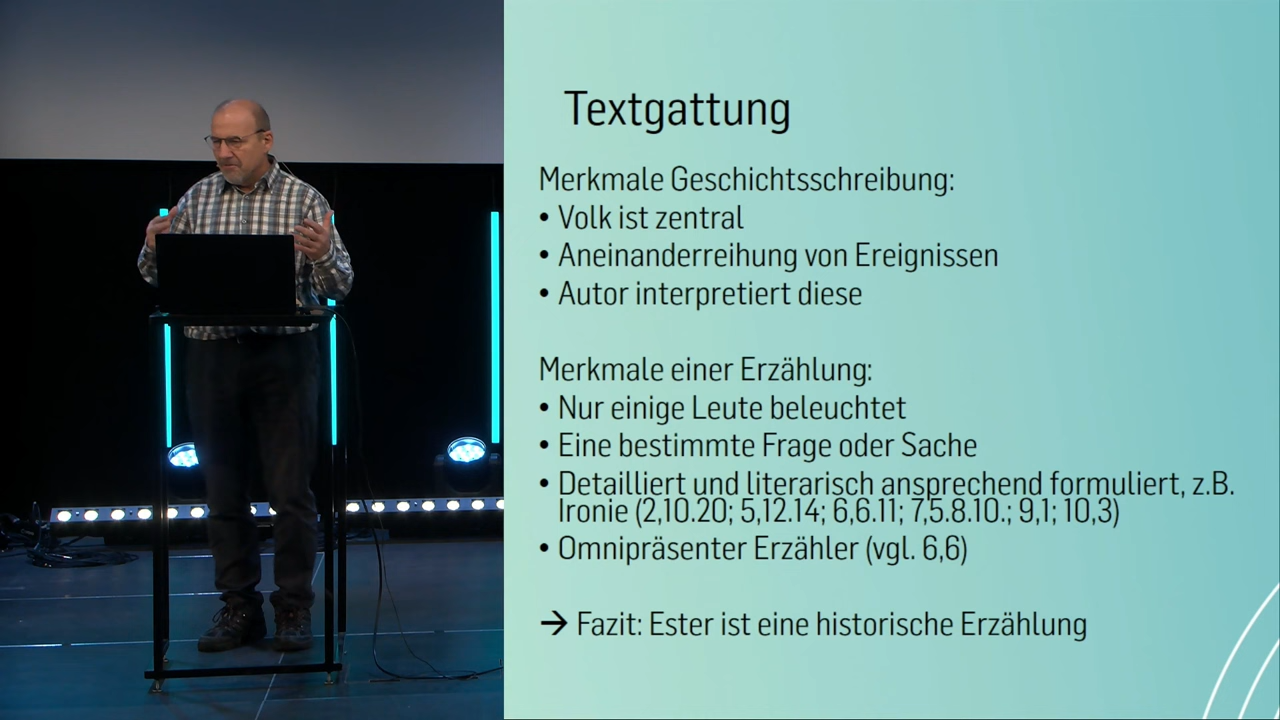 Textgattung
Merkmale Geschichtsschreibung:
• Volk ist zentral
• Aneinanderreihung von Ereignissen
• Autor interpretiert diese
Merkmale einer Erzählung:
• Nur einige Leute beleuchtet
• Eine bestimmte Frage oder Sache
• Detailliert und literarisch ansprechend formuliert, z.B.
Ironie (2,10.20; 5,12.14; 6,6.11; 7,5.8.10.; 9,1; 10,3)
• Omnipräsenter Erzähler (vgl. 6,6)
→ Fazit: Ester ist eine historische Erzählung